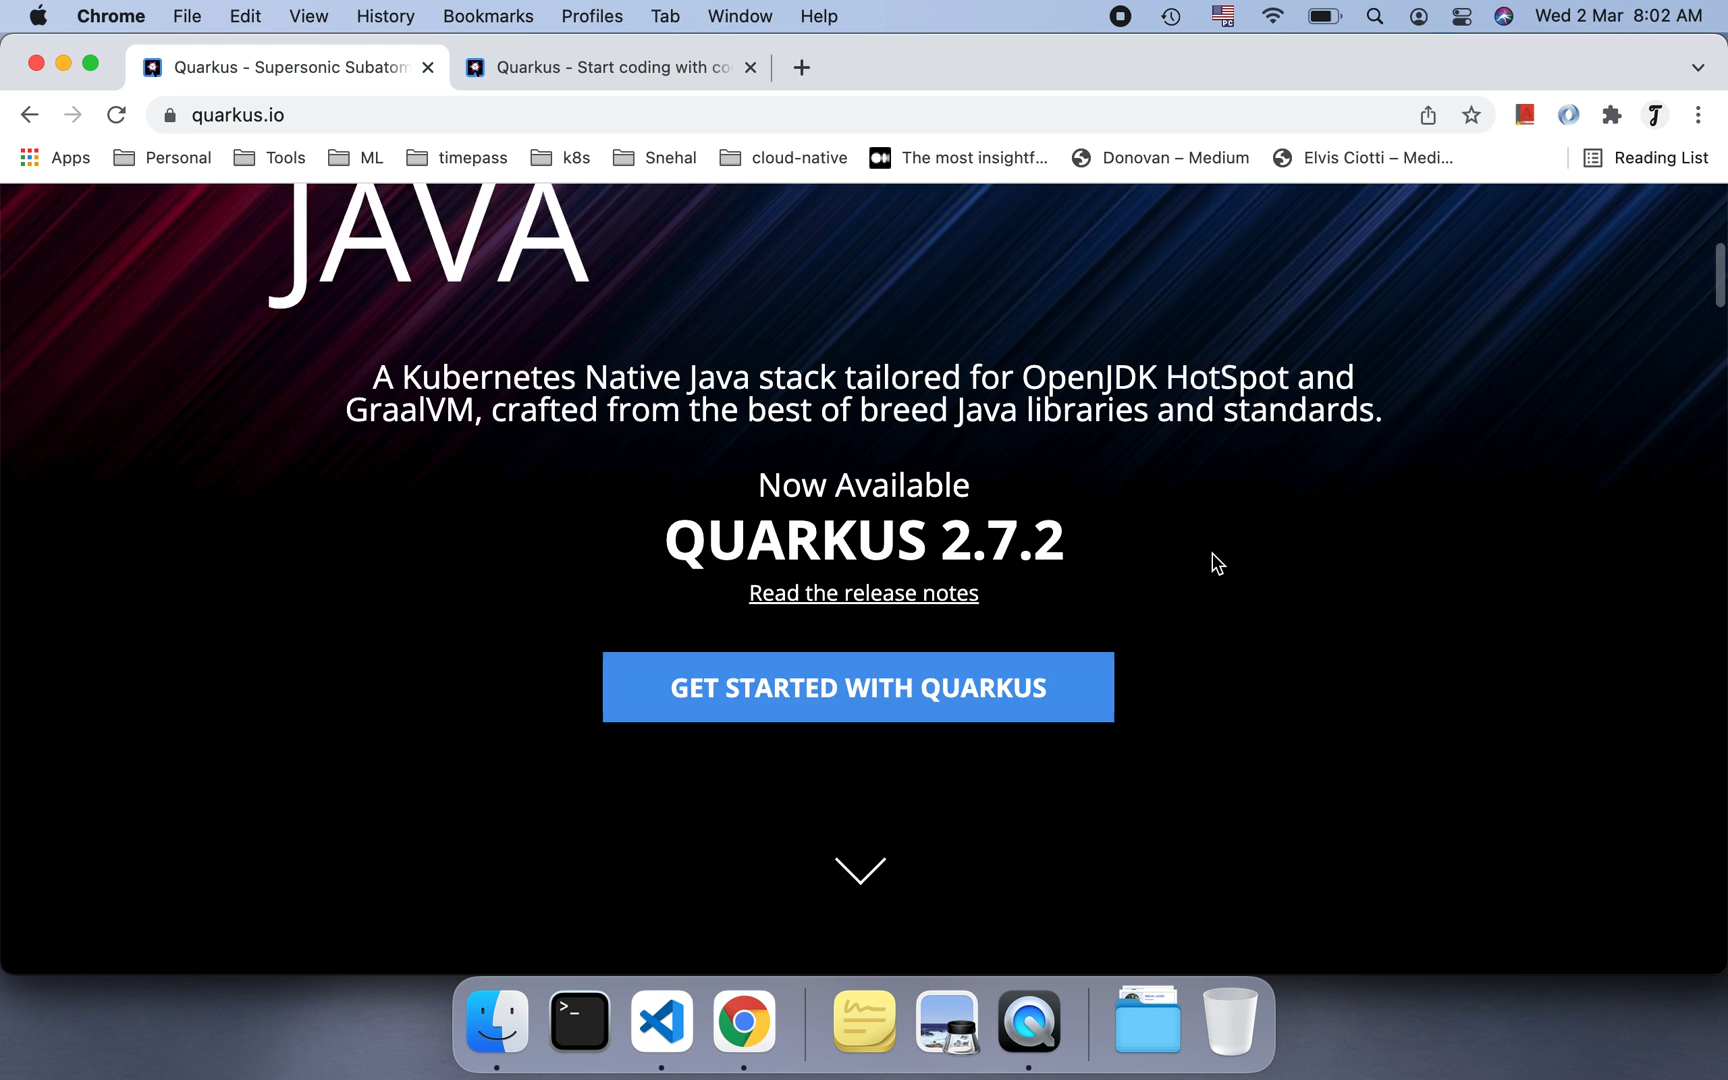 Chrome File Edit View History Bookmarks Profiles Tab Window Help Wed 2 Mar 8:02 AM
Quarkus - Supersonic Subatom Quarkus - Start coding with co
quarkus.io
Apps Personal Tools ML timepass k8s Snehal cloud-native The most insightf... Donovan – Medium Elvis Ciotti – Medi... Reading List
JAVA
A Kubernetes Native Java stack tailored for OpenJDK HotSpot and
GraalVM, crafted from the best of breed Java libraries and standards.
Now Available
QUARKUS 2.7.2
Read the release notes
GET STARTED WITH QUARKUS